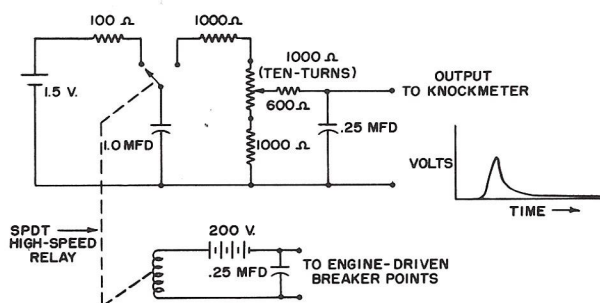 100 Ω
1000 Ω
1000 Ω
(TEN-TURNS)
600 Ω
OUTPUT
TO KNOCKMETER
1.5 V.
1.0 MFD
1000 Ω
.25 MFD
VOLTS
TIME
SPDT
HIGH-SPEED
RELAY
200 V.
.25 MFD
TO ENGINE-DRIVEN
BREAKER POINTS